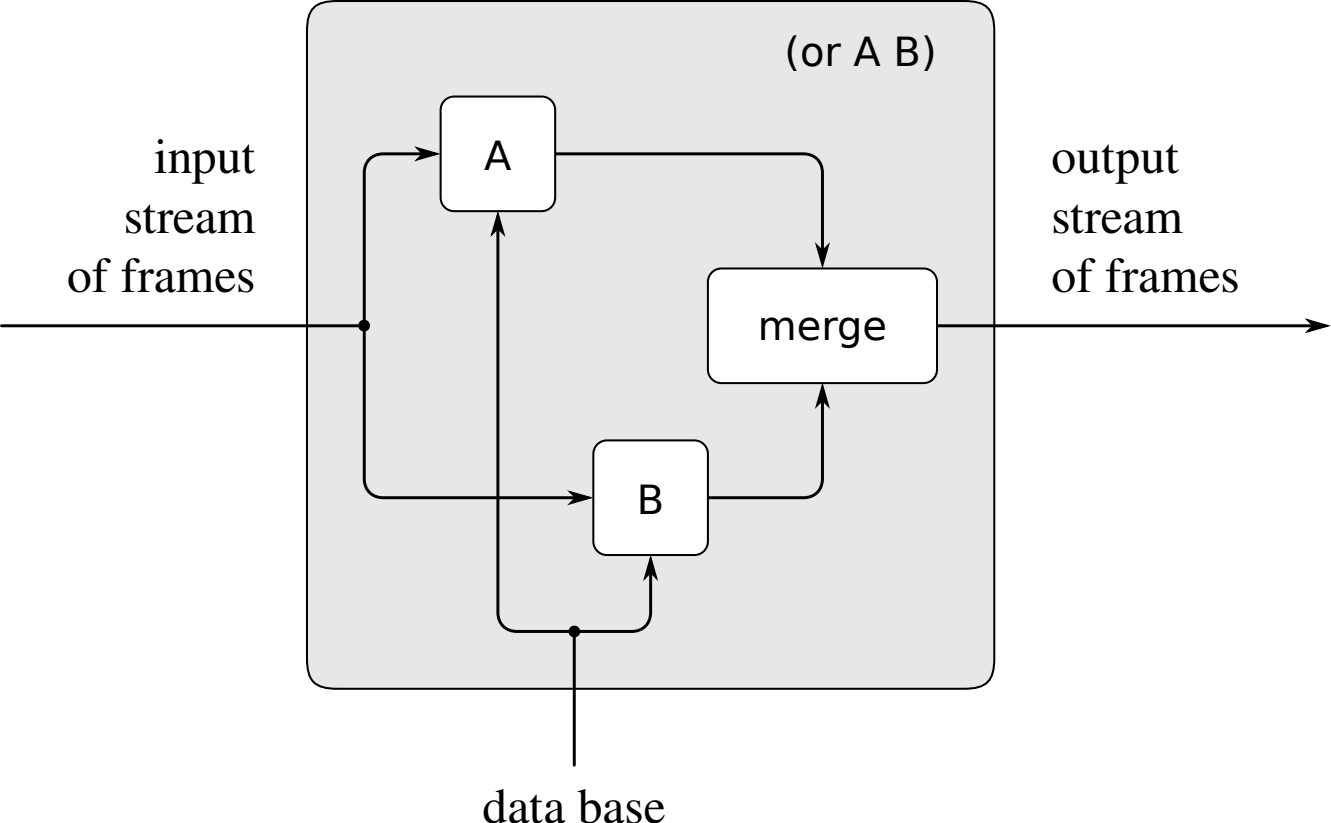 (or A B)
input
stream
of frames
A
output
stream
of frames
merge
B
data base